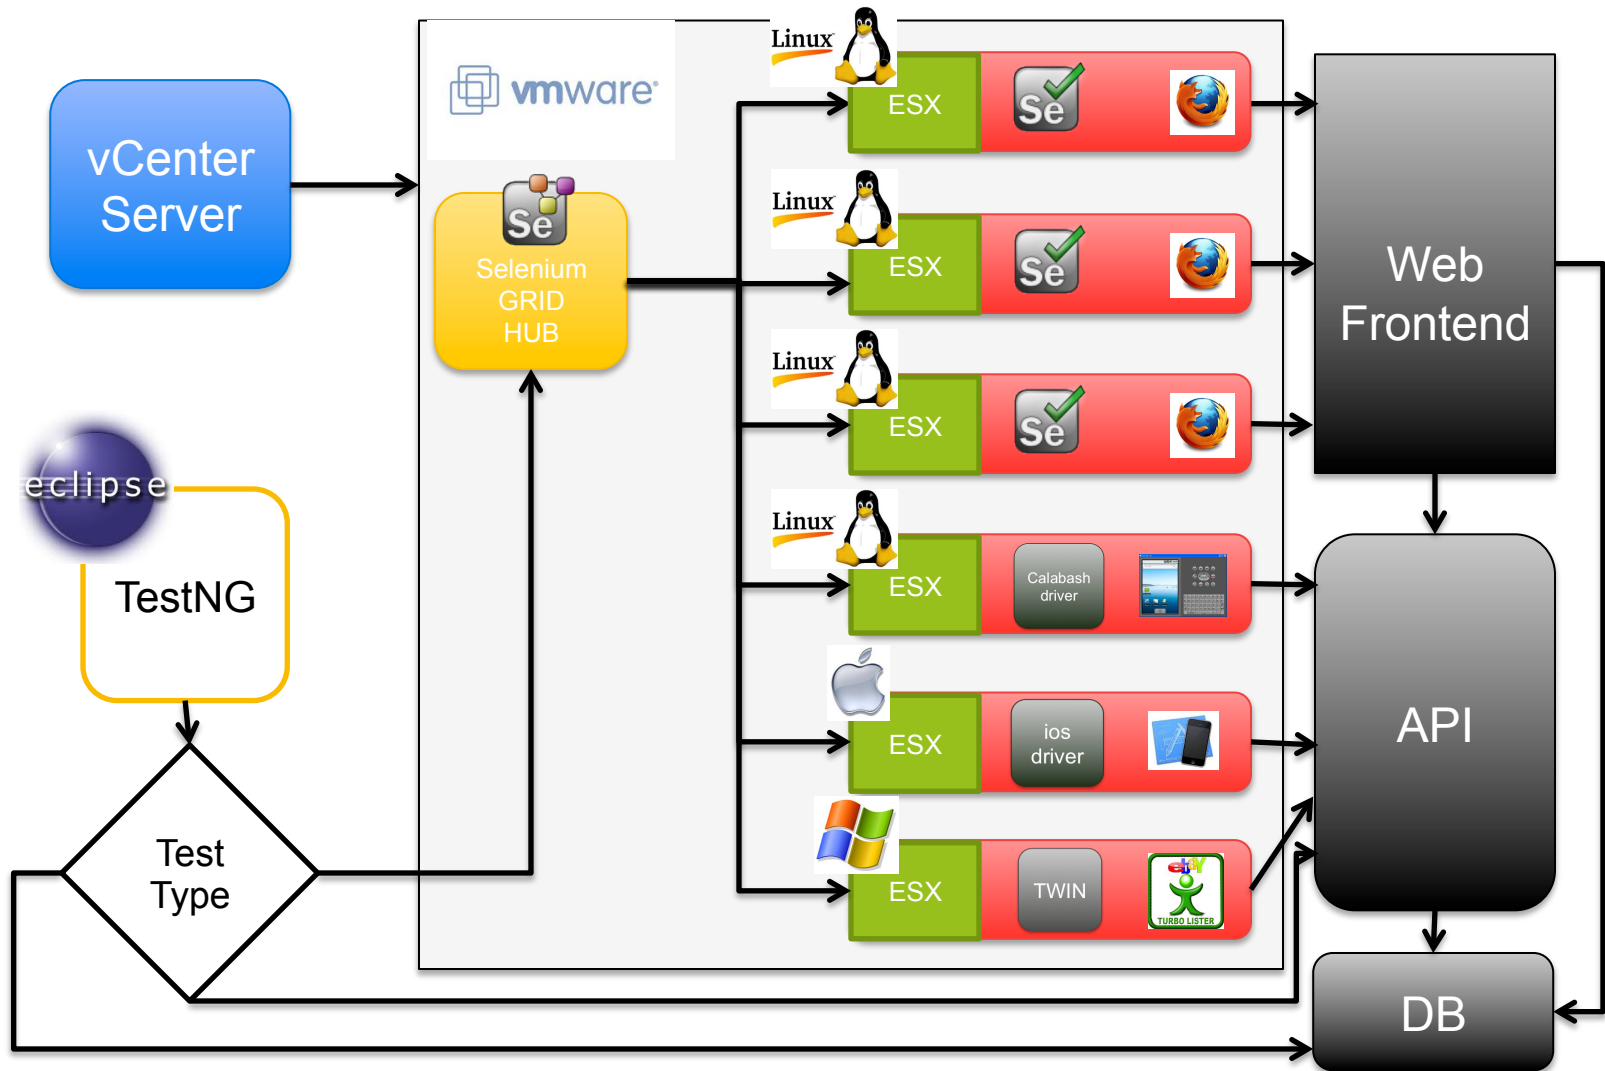 vmware®
vCenter
Server
Se
Selenium
GRID
HUB
eclipse
TestNG
Test
Type
Linux
ESX
Se
Linux
ESX
Se
Linux
ESX
Se
Linux
ESX
Calabash
driver
ESX
ios
driver
ESX
TWIN
ebY
TURBO LISTER
Web
Frontend
API
DB